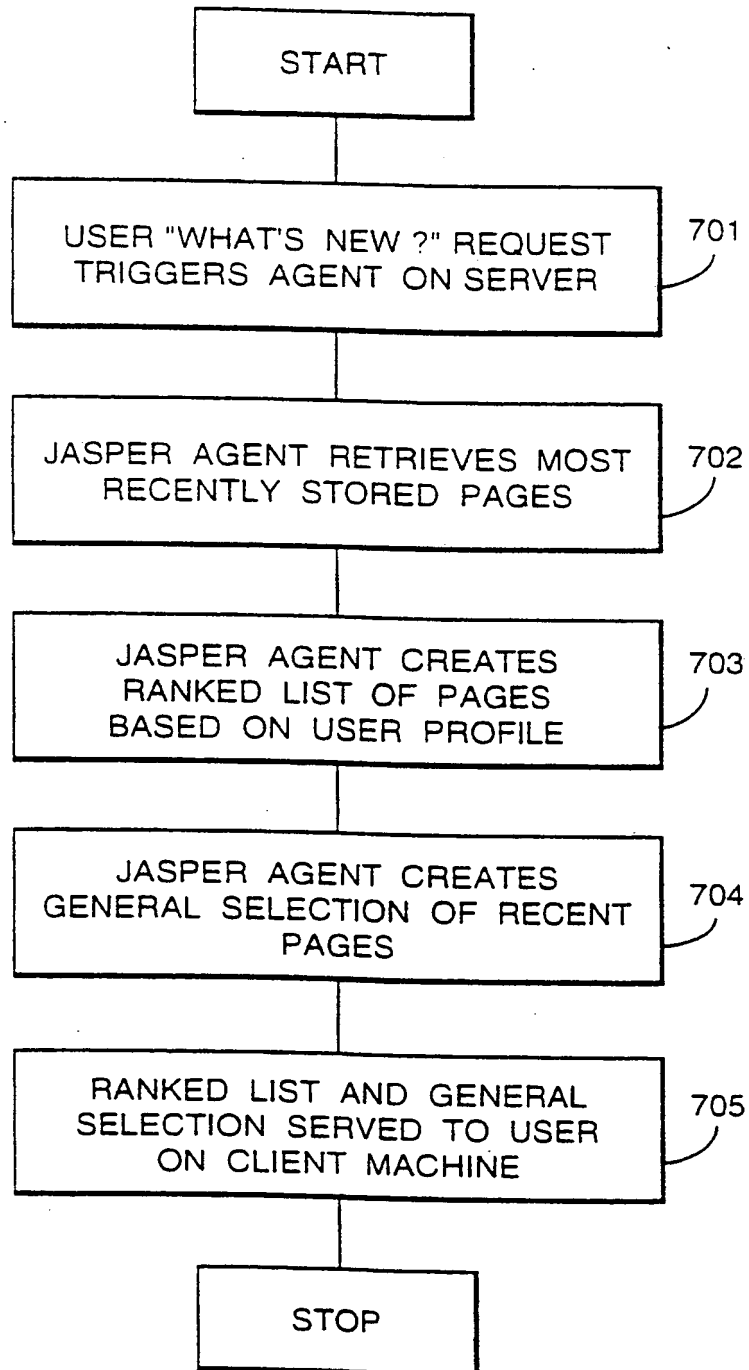 START
USER "WHAT'S NEW ?" REQUEST
TRIGGERS AGENT ON SERVER
701
JASPER AGENT RETRIEVES MOST
RECENTLY STORED PAGES
702
JASPER AGENT CREATES
RANKED LIST OF PAGES
BASED ON USER PROFILE
703
JASPER AGENT CREATES
GENERAL SELECTION OF RECENT
PAGES
704
RANKED LIST AND GENERAL
SELECTION SERVED TO USER
ON CLIENT MACHINE
705
STOP